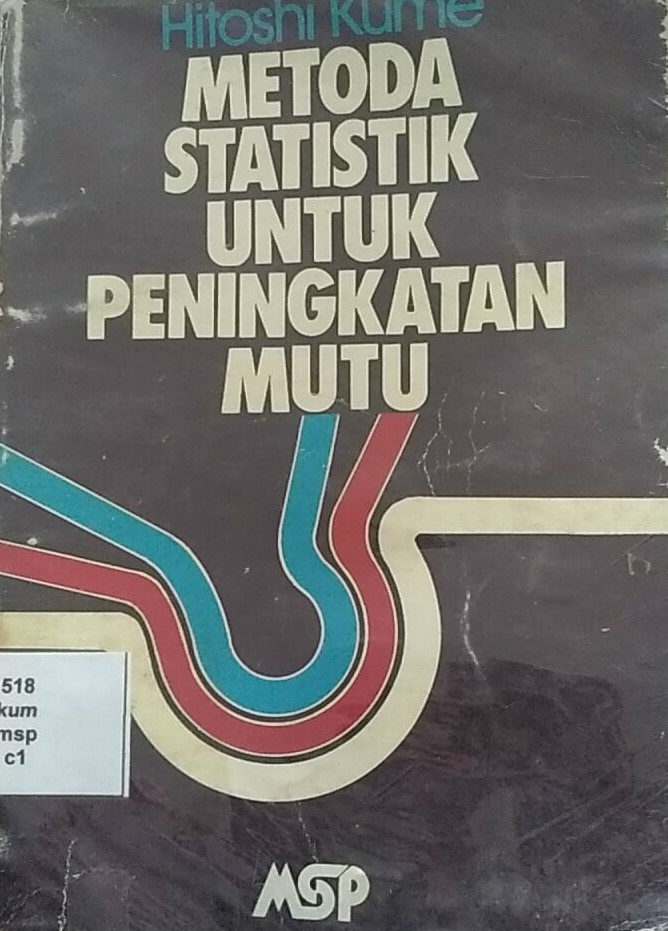 Hitoshi Kume
METODA
STATISTIK
UNTUK
PENINGKATAN
MUTU
518
kum
msp
c1
MSP